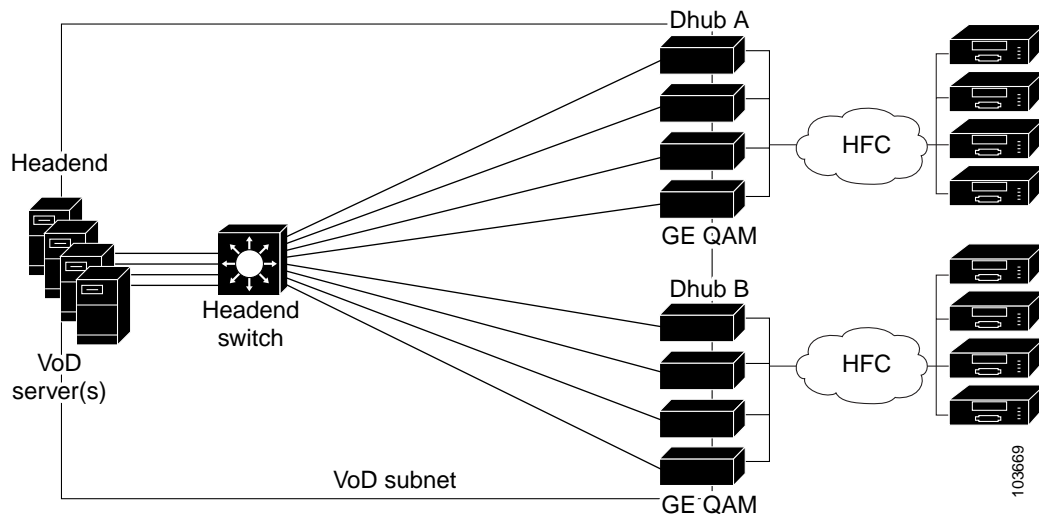 Dhub A
HFC
Headend
GE QAM
Dhub B
Headend
switch
HFC
VoD
server(s)
VoD subnet
GE QAM
103669